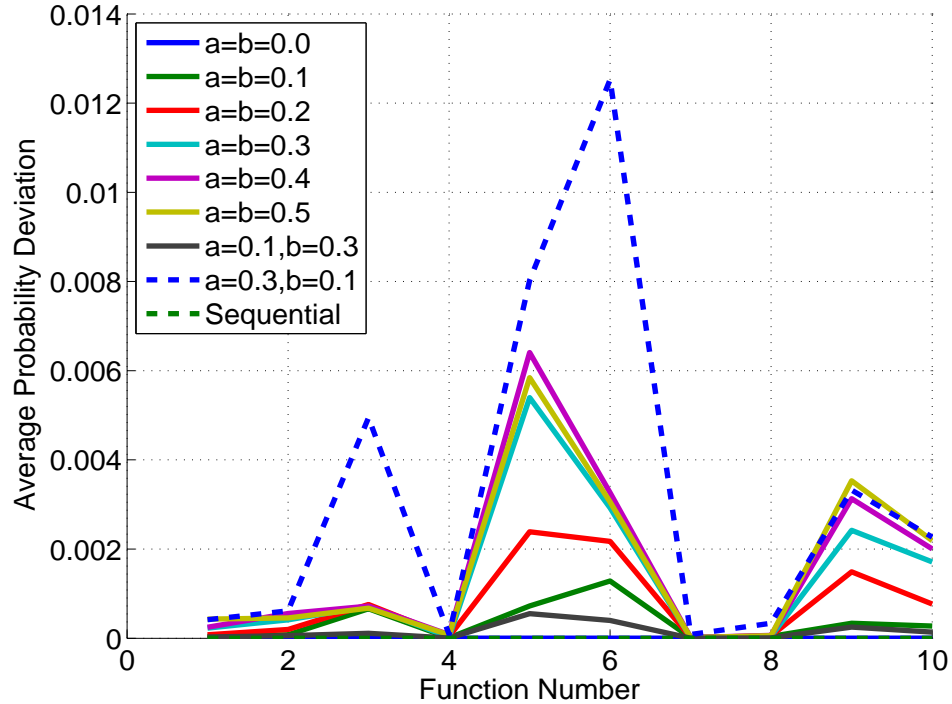 0.014
0.012
0.01
0.008
0.006
0.004
0.002
0
Average Probability Deviation
a=b=0.0
a=b=0.1
a=b=0.2
a=b=0.3
a=b=0.4
a=b=0.5
a=0.1,b=0.3
a=0.3,b=0.1
Sequential
0 2 4 6 8 10
Function Number